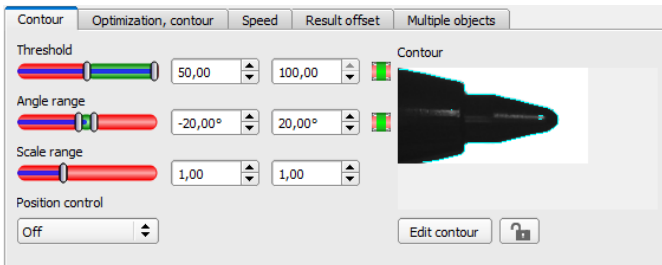 Contour Optimization, contour Speed Result offset Multiple objects
Threshold Contour
50,00 100,00
Angle range
-20,00° 20,00°
Scale range
1,00 1,00
Position control
Off Edit contour